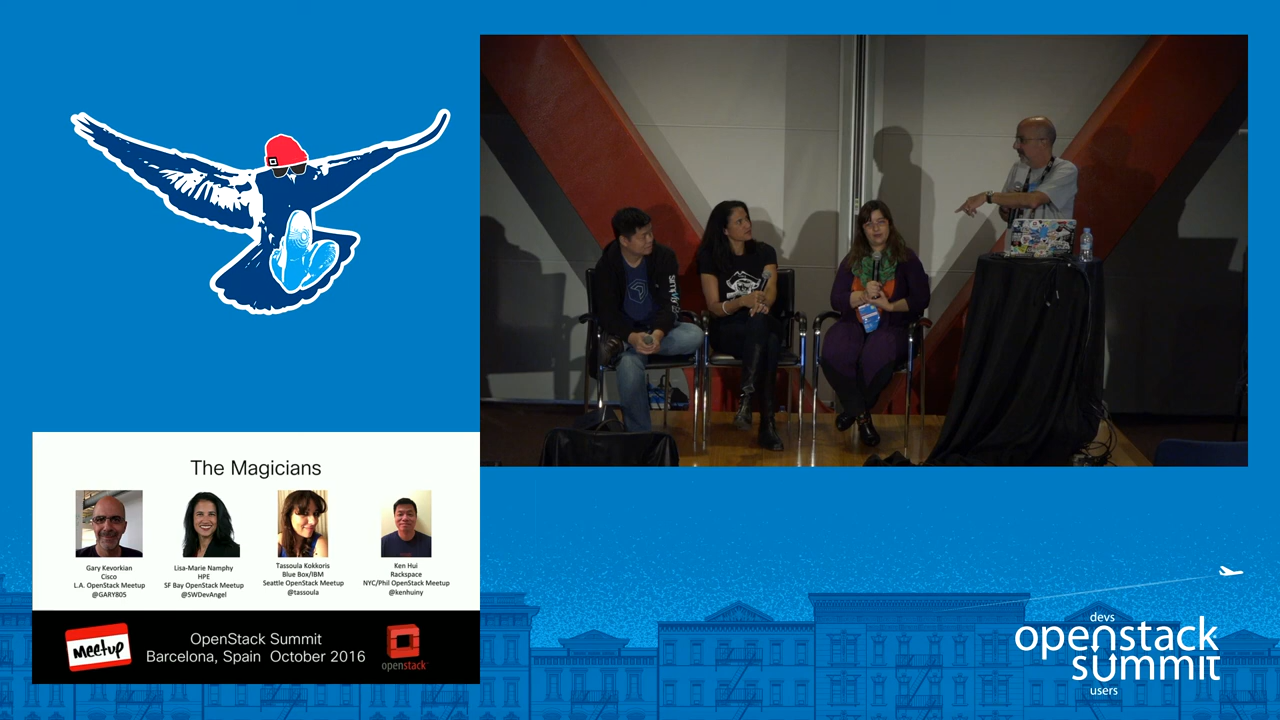 The Magicians
Gary Kevorkian
Cisco
L.A. OpenStack Meetup
@GARY805
Lisa-Marie Namphy
HPE
SF Bay OpenStack Meetup
@SWDevAngel
Tassoula Kokkoris
Blue Box/IBM
Seattle OpenStack Meetup
@tassoula
Ken Hui
Rackspace
NYC/Phil OpenStack Meetup
@kenhuiny
Meetup
OpenStack Summit
Barcelona, Spain October 2016
openstack
devs
openstack
summit
users